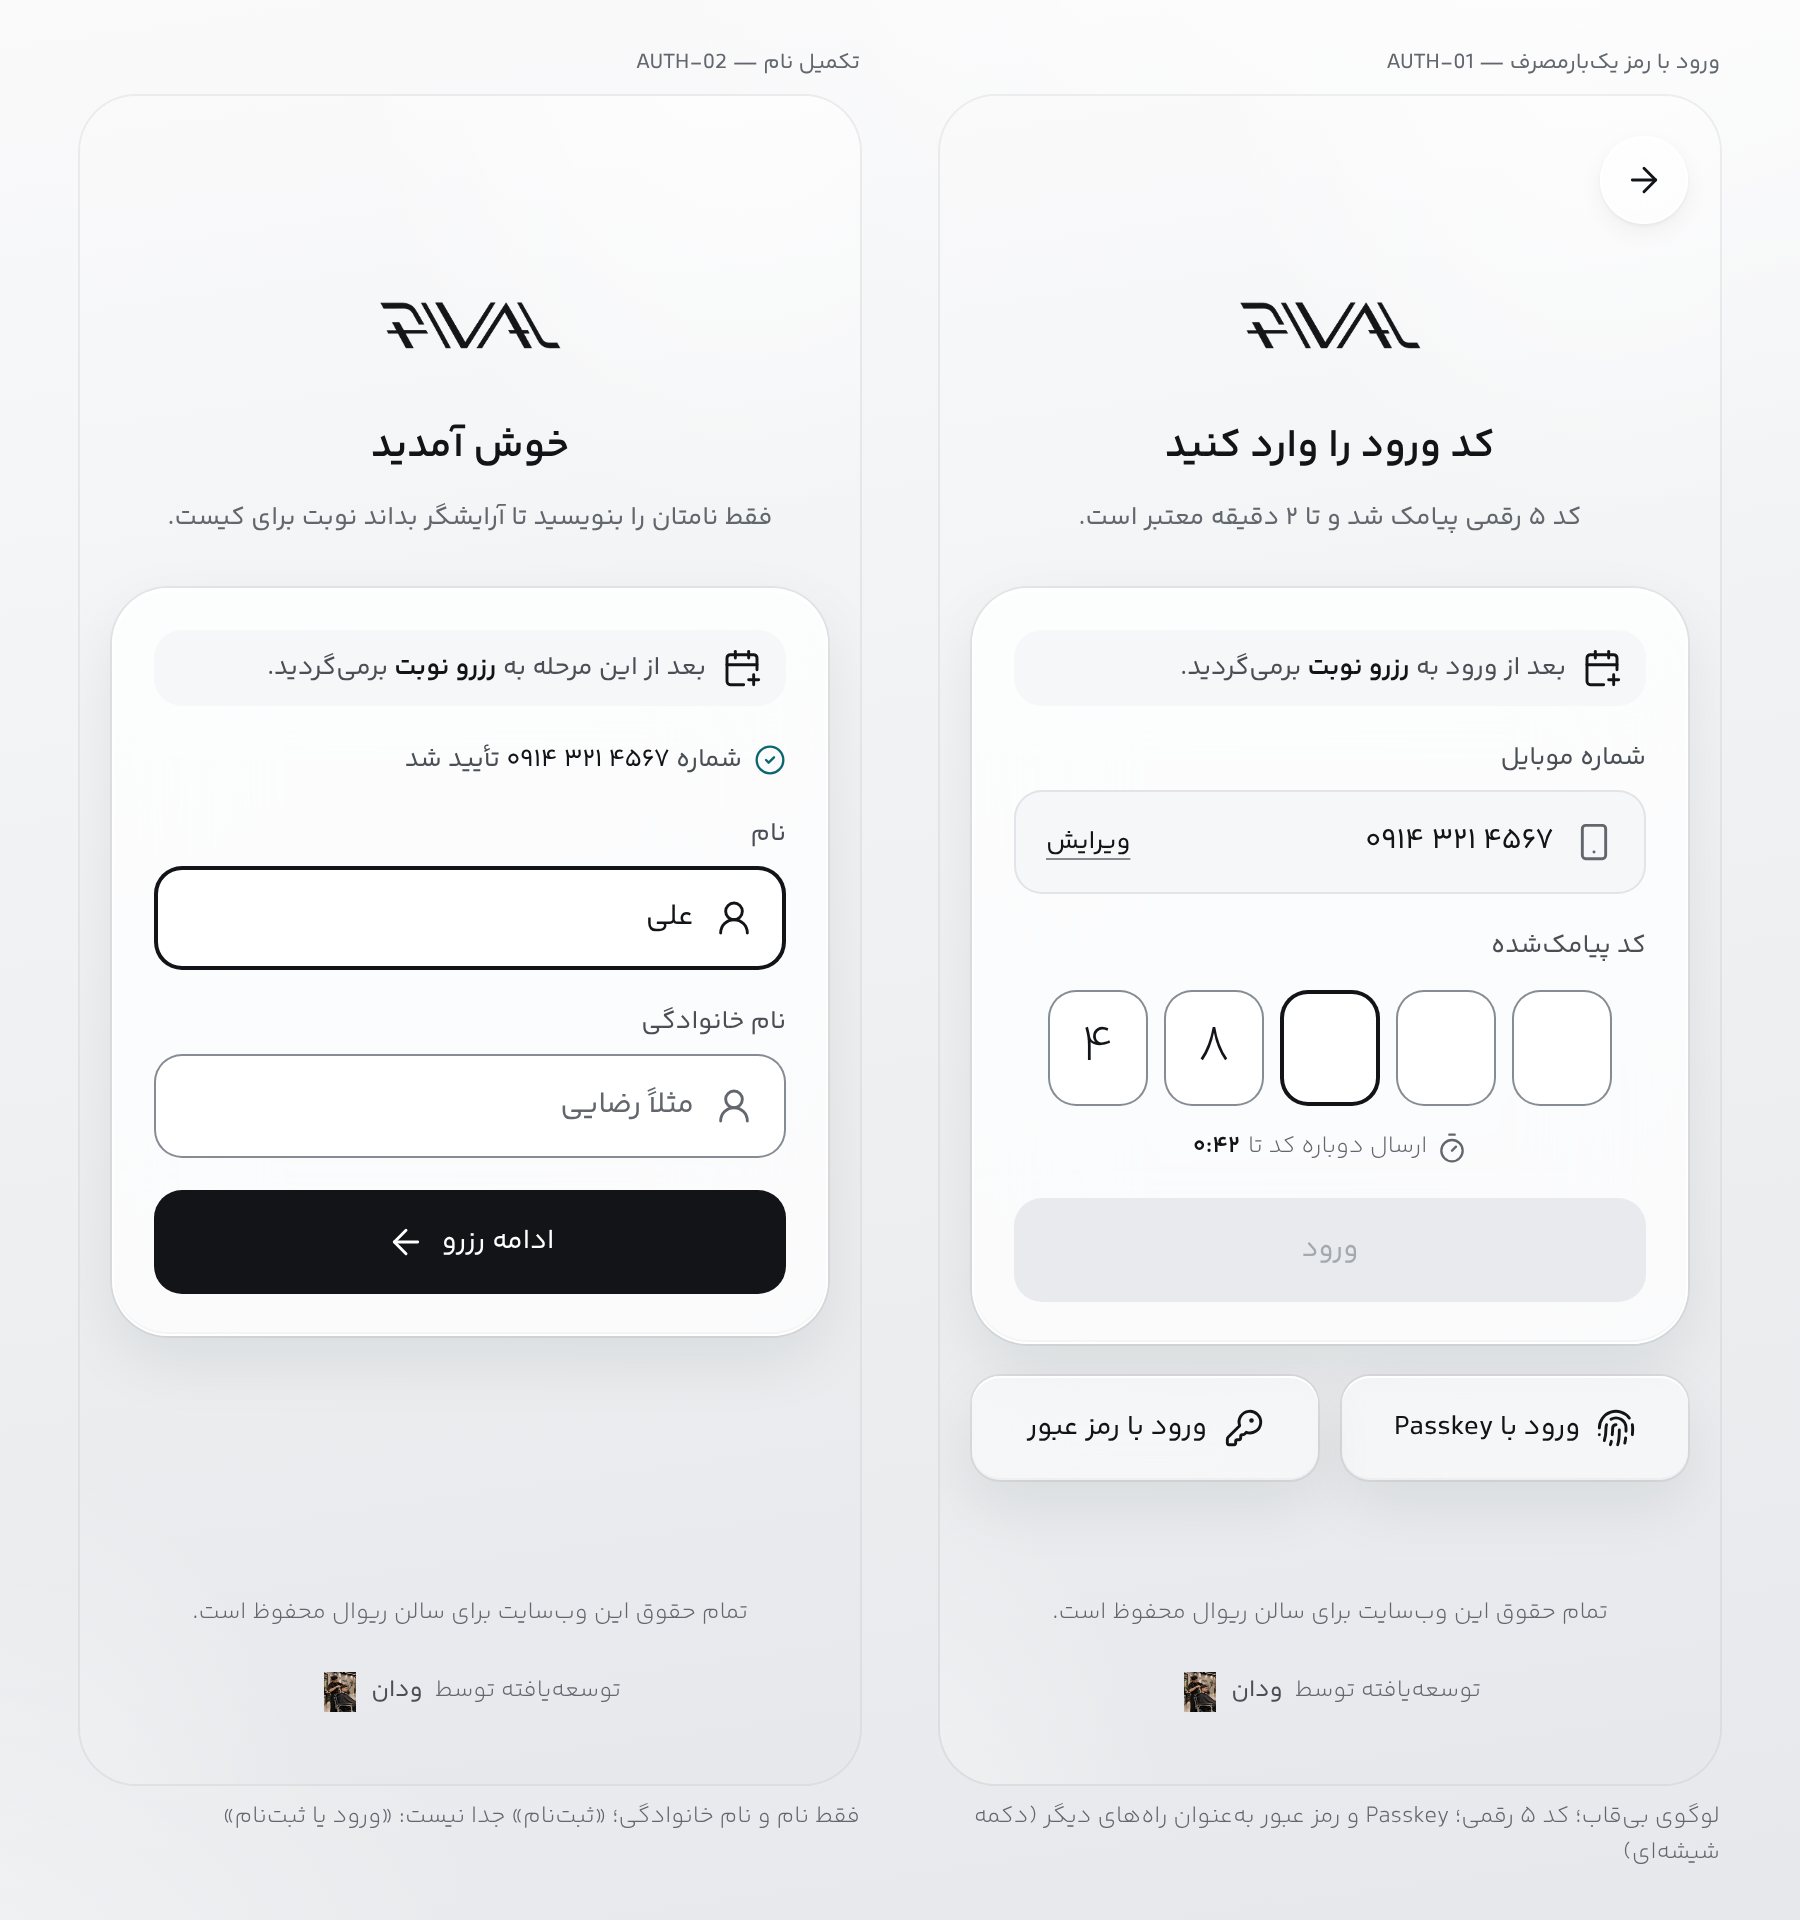 ورود با رمز یک‌بارمصرف — AUTH-01
RIVAL
کد ورود را وارد کنید
کد ۵ رقمی پیامک شد و تا ۲ دقیقه معتبر است.
بعد از ورود به رزرو نوبت برمی‌گردید.
شماره موبایل
۰۹۱۴ ۳۲۱ ۴۵۶۷
ویرایش
کد پیامک‌شده
۴ ۸
ارسال دوباره کد تا ۰:۴۲
ورود
ورود با Passkey
ورود با رمز عبور
تمام حقوق این وب‌سایت برای سالن ریوال محفوظ است.
توسعه‌یافته توسط ودان
لوگوی بی‌قاب؛ کد ۵ رقمی؛ Passkey و رمز عبور به‌عنوان راه‌های دیگر (دکمه
شیشه‌ای)
تکمیل نام — AUTH-02
RIVAL
خوش آمدید
فقط نامتان را بنویسید تا آرایشگر بداند نوبت برای کیست.
بعد از این مرحله به رزرو نوبت برمی‌گردید.
شماره ۰۹۱۴ ۳۲۱ ۴۵۶۷ تأیید شد
نام
علی
نام خانوادگی
مثلاً رضایی
ادامه رزرو
تمام حقوق این وب‌سایت برای سالن ریوال محفوظ است.
توسعه‌یافته توسط ودان
فقط نام و نام خانوادگی؛ «ثبت‌نام» جدا نیست: «ورود یا ثبت‌نام»